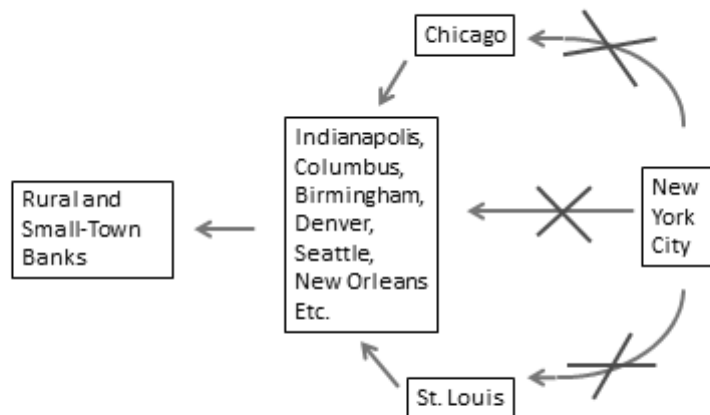 Chicago
Indianapolis,
Columbus,
Birmingham,
Denver,
Seattle,
New Orleans
Etc.
Rural and
Small-Town
Banks
New
York
City
St. Louis